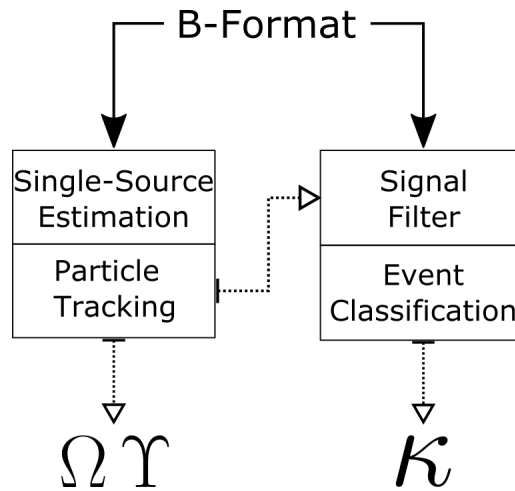 B-Format
Single-Source
Estimation
Particle
Tracking
Signal
Filter
Event
Classification
Ω ϒ
κ